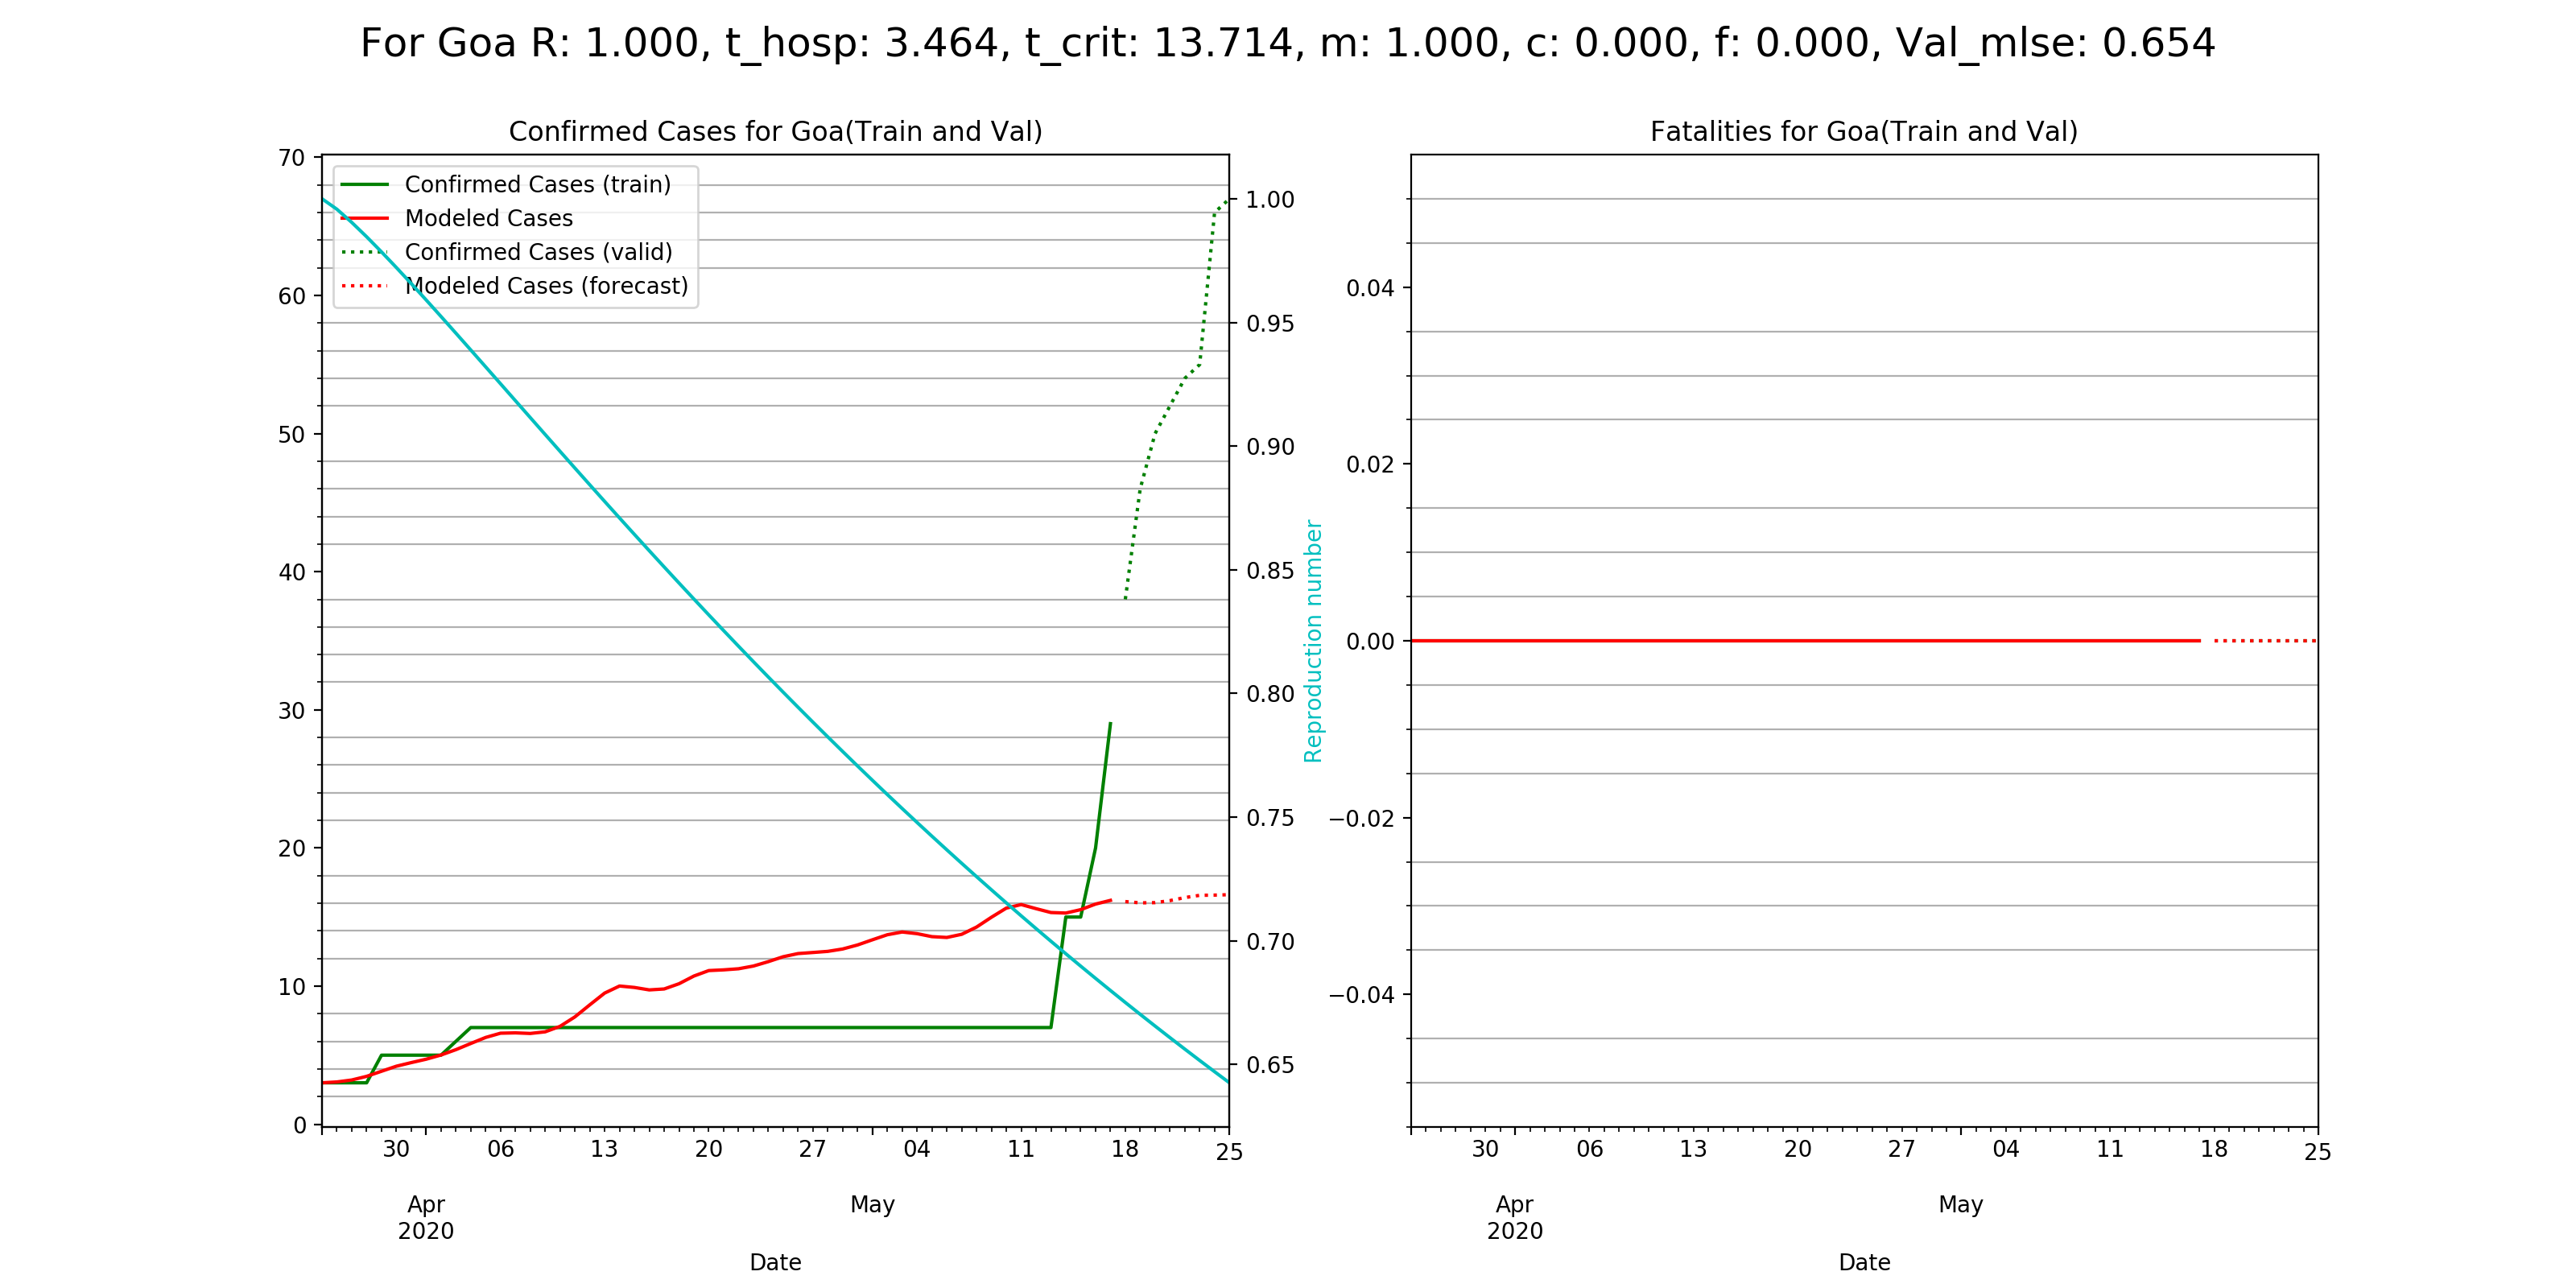 For Goa R: 1.000, t_hosp: 3.464, t_crit: 13.714, m: 1.000, c: 0.000, f: 0.000, Val_mlse: 0.654
Confirmed Cases for Goa(Train and Val)
70
60
50
40
30
20
10
0
Confirmed Cases (train)
Modeled Cases
Confirmed Cases (valid)
Modeled Cases (forecast)
1.00
0.95
0.90
0.85
0.80
0.75
0.70
0.65
Reproduction number
30 06 13 20 27 04 11 18 25
Apr May
2020
Date
Fatalities for Goa(Train and Val)
0.04
0.02
0.00
−0.02
−0.04
30 06 13 20 27 04 11 18 25
Apr May
2020
Date